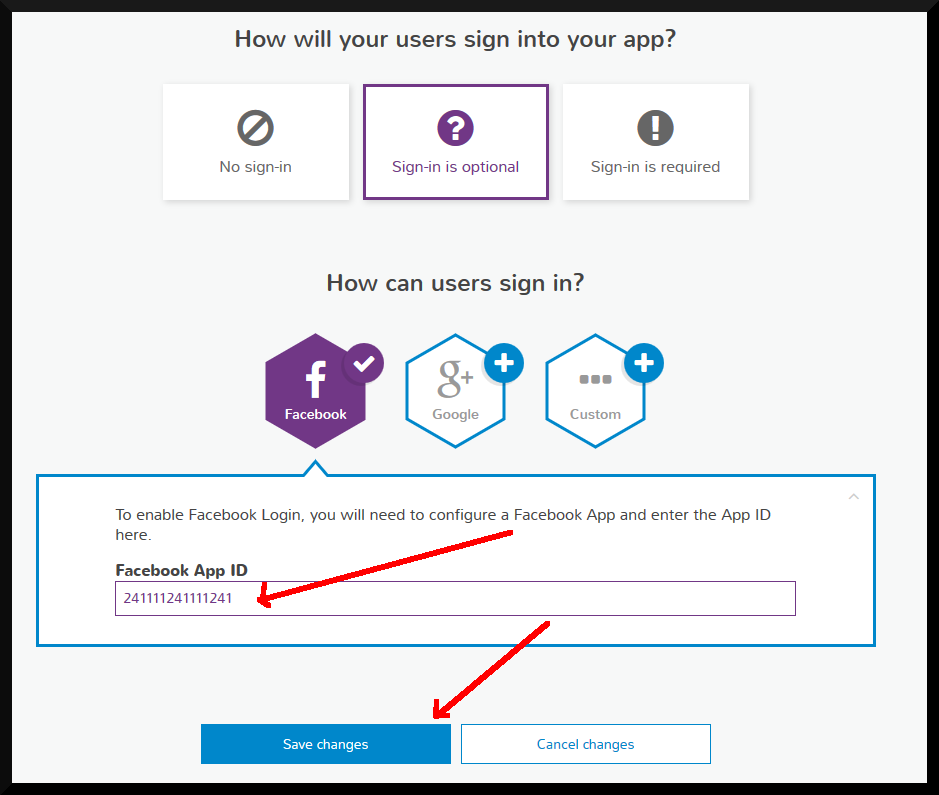 How will your users sign into your app?
No sign-in
Sign-in is optional
Sign-in is required
How can users sign in?
Facebook
Google
Custom
To enable Facebook Login, you will need to configure a Facebook App and enter the App ID
here.
Facebook App ID
241111241111241
Save changes
Cancel changes